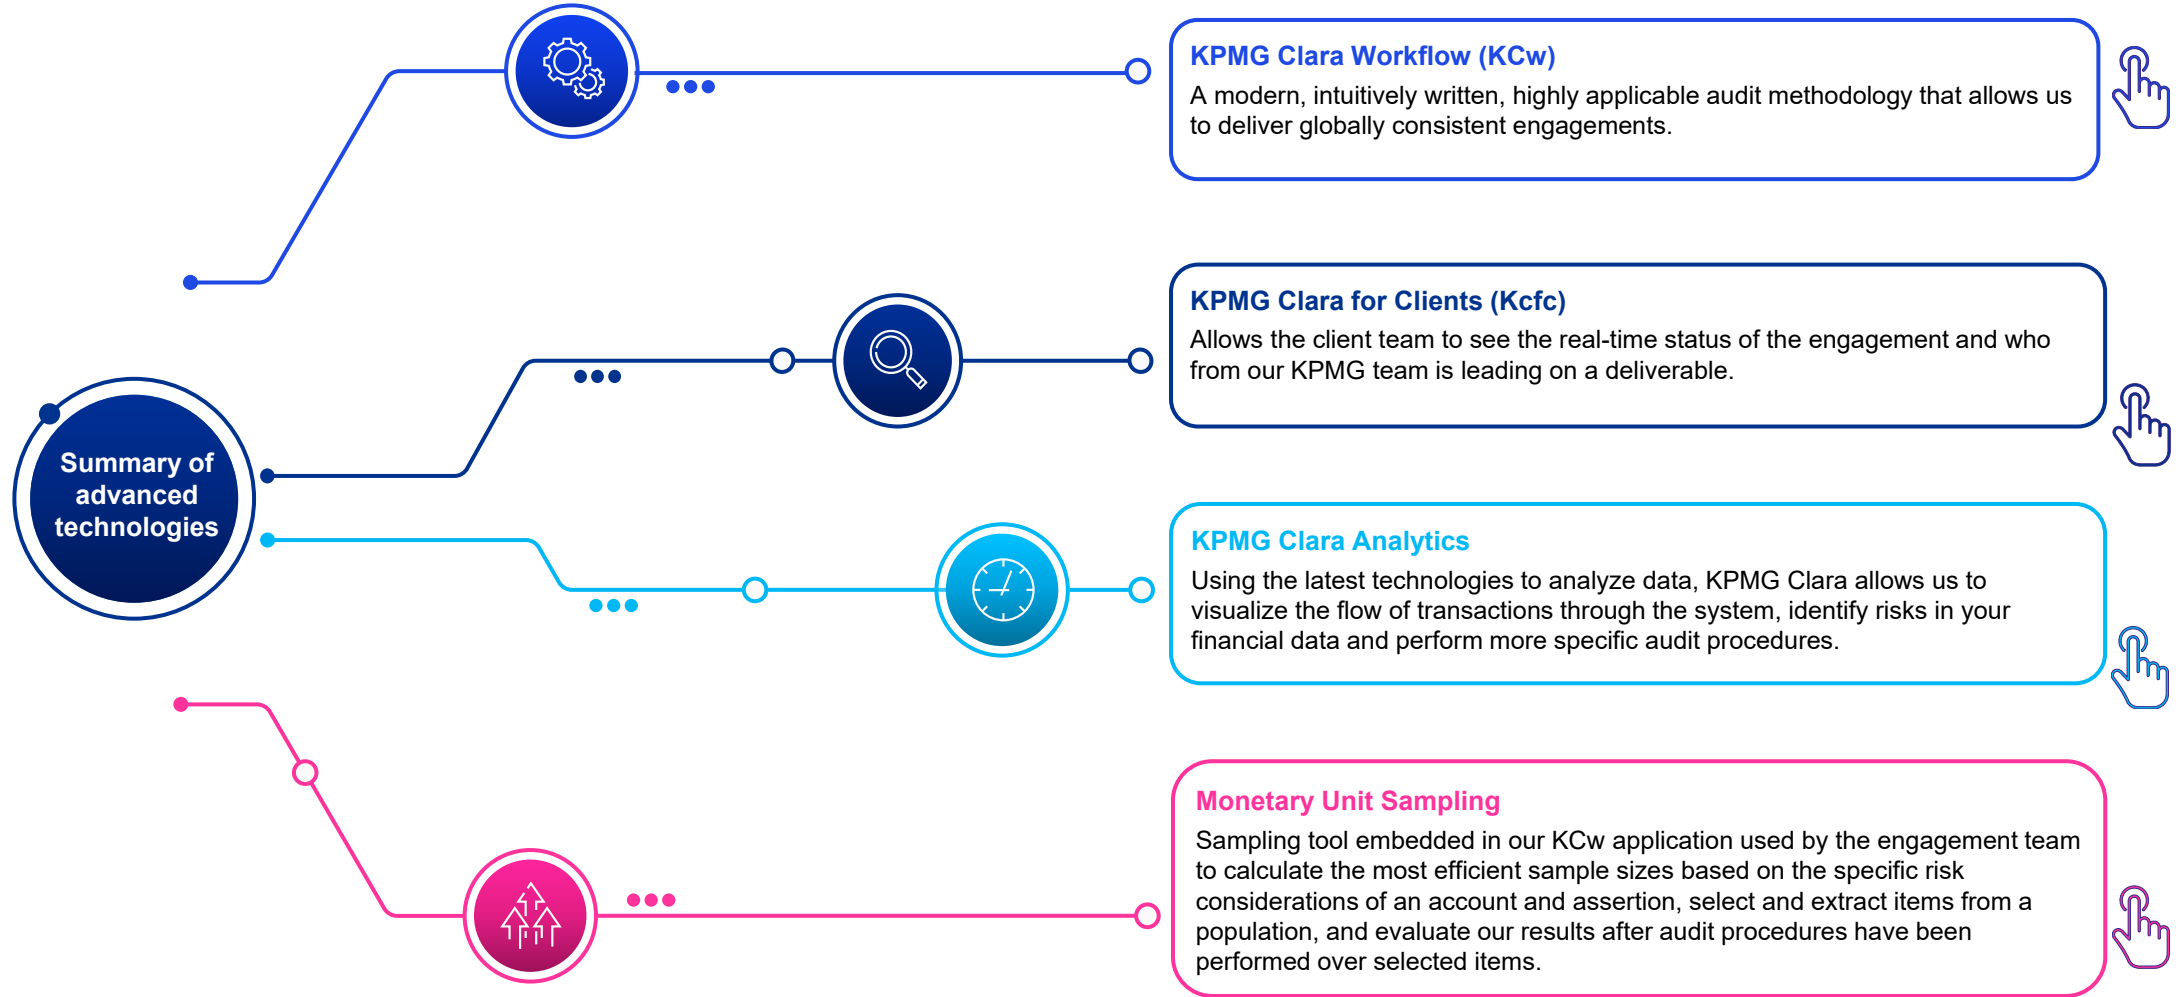 KPMG Clara Workflow (KCw)
A modern, intuitively written, highly applicable audit methodology that allows us
to deliver globally consistent engagements.
KPMG Clara for Clients (Kcfc)
Allows the client team to see the real-time status of the engagement and who
from our KPMG team is leading on a deliverable.
Summary of
advanced
technologies
KPMG Clara Analytics
Using the latest technologies to analyze data, KPMG Clara allows us to
visualize the flow of transactions through the system, identify risks in your
financial data and perform more specific audit procedures.
Monetary Unit Sampling
Sampling tool embedded in our KCw application used by the engagement team
to calculate the most efficient sample sizes based on the specific risk
considerations of an account and assertion, select and extract items from a
population, and evaluate our results after audit procedures have been
performed over selected items.